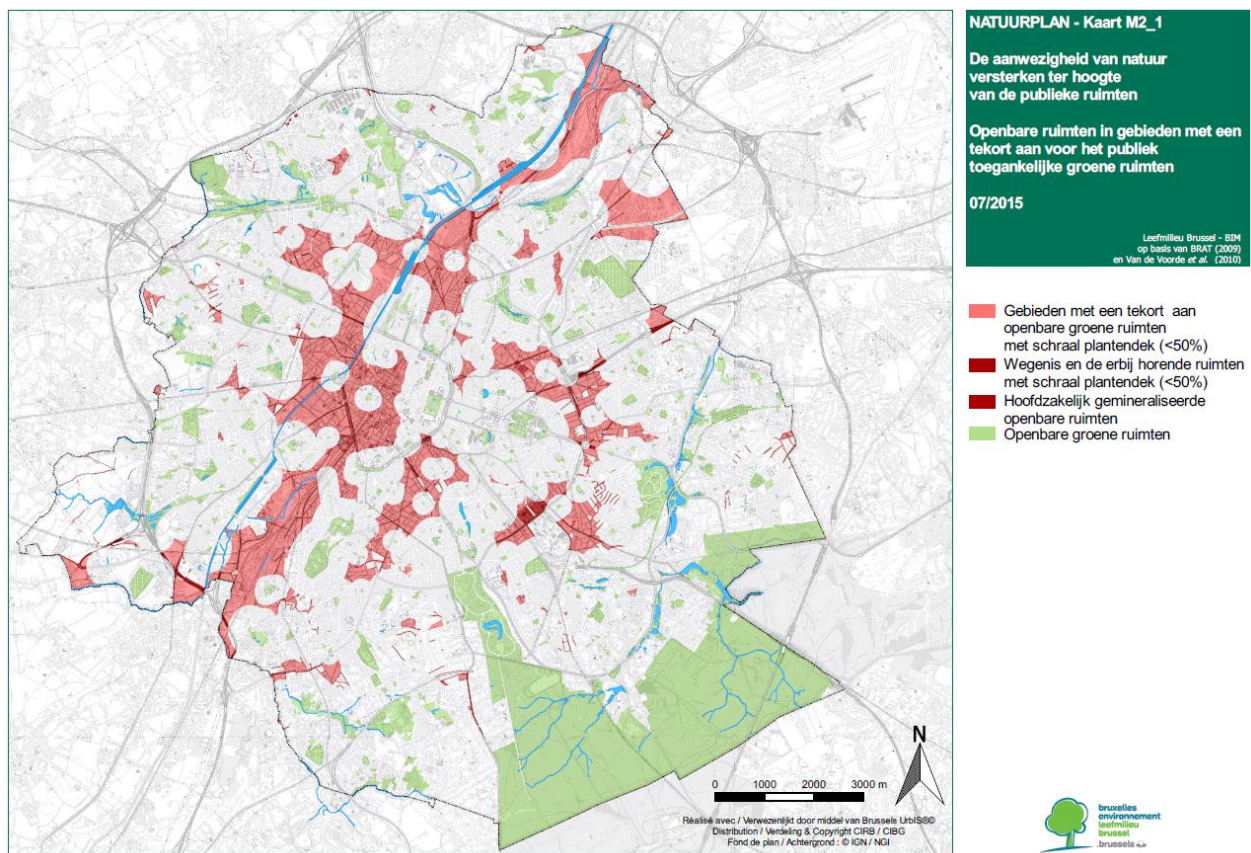 NATUURPLAN - Kaart M2_1
De aanwezigheid van natuur
versterken ter hoogte
van de publieke ruimten
Openbare ruimten in gebieden met een
tekort aan voor het publiek
toegankelijke groene ruimten
07/2015
Leefmilieu Brussel - BIM
op basis van BRAT (2009)
en Van de Voorde et al. (2010)
Gebieden met een tekort aan
openbare groene ruimten
met schraal plantendek (<50%)
Wegenis en de erbij horende ruimten
met schraal plantendek (<50%)
Hoofdzakelijk gemineraliseerde
openbare ruimten
Openbare groene ruimten
N
0 1000 2000 3000 m
Réalisé avec / Verwezenlijkt door middel van Brussels UrbIS®©
Distribution / Verdeling & Copyright CIRB / CIBG
Fond de plan / Achtergrond : © IGN / NGI
bruxelles
environnement
leefmilieu
brussel
.brussels